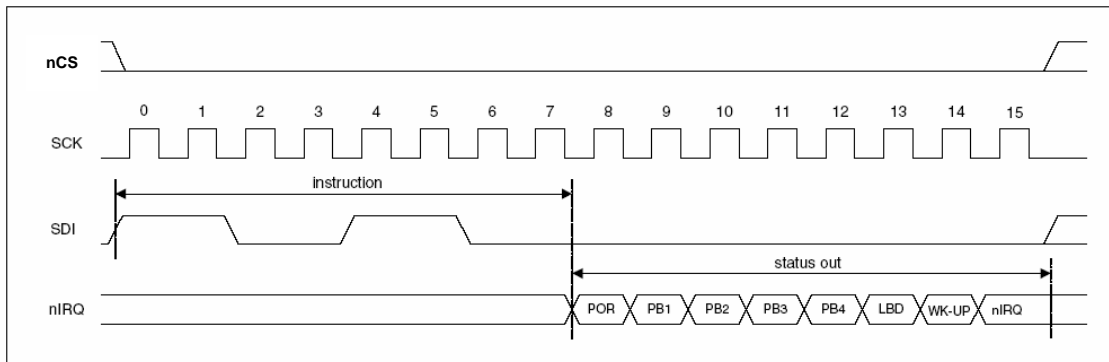 nCS
0 1 2 3 4 5 6 7 8 9 10 11 12 13 14 15
SCK
instruction
SDI
status out
nIRQ POR PB1 PB2 PB3 PB4 LBD WK-UP nIRQ